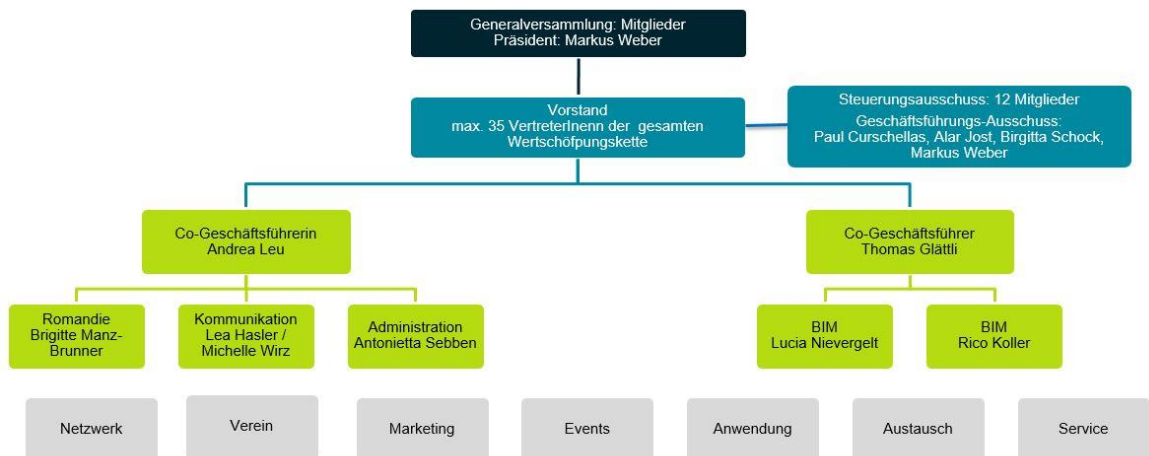 Generalversammlung: Mitglieder
Präsident: Markus Weber
Vorstand
max. 35 VertreterInnenn der gesamten
Wertschöfpungskette
Steuerungsausschuss: 12 Mitglieder
Geschäftsführungs-Ausschuss:
Paul Curschellas, Alar Jost, Birgitta Schock,
Markus Weber
Co-Geschäftsführerin
Andrea Leu
Co-Geschäftsführer
Thomas Glättli
Romandie
Brigitte Manz-
Brunner
Kommunikation
Lea Hasler /
Michelle Wirz
Administration
Antonietta Sebben
BIM
Lucia Nievergelt
BIM
Rico Koller
Netzwerk
Verein
Marketing
Events
Anwendung
Austausch
Service